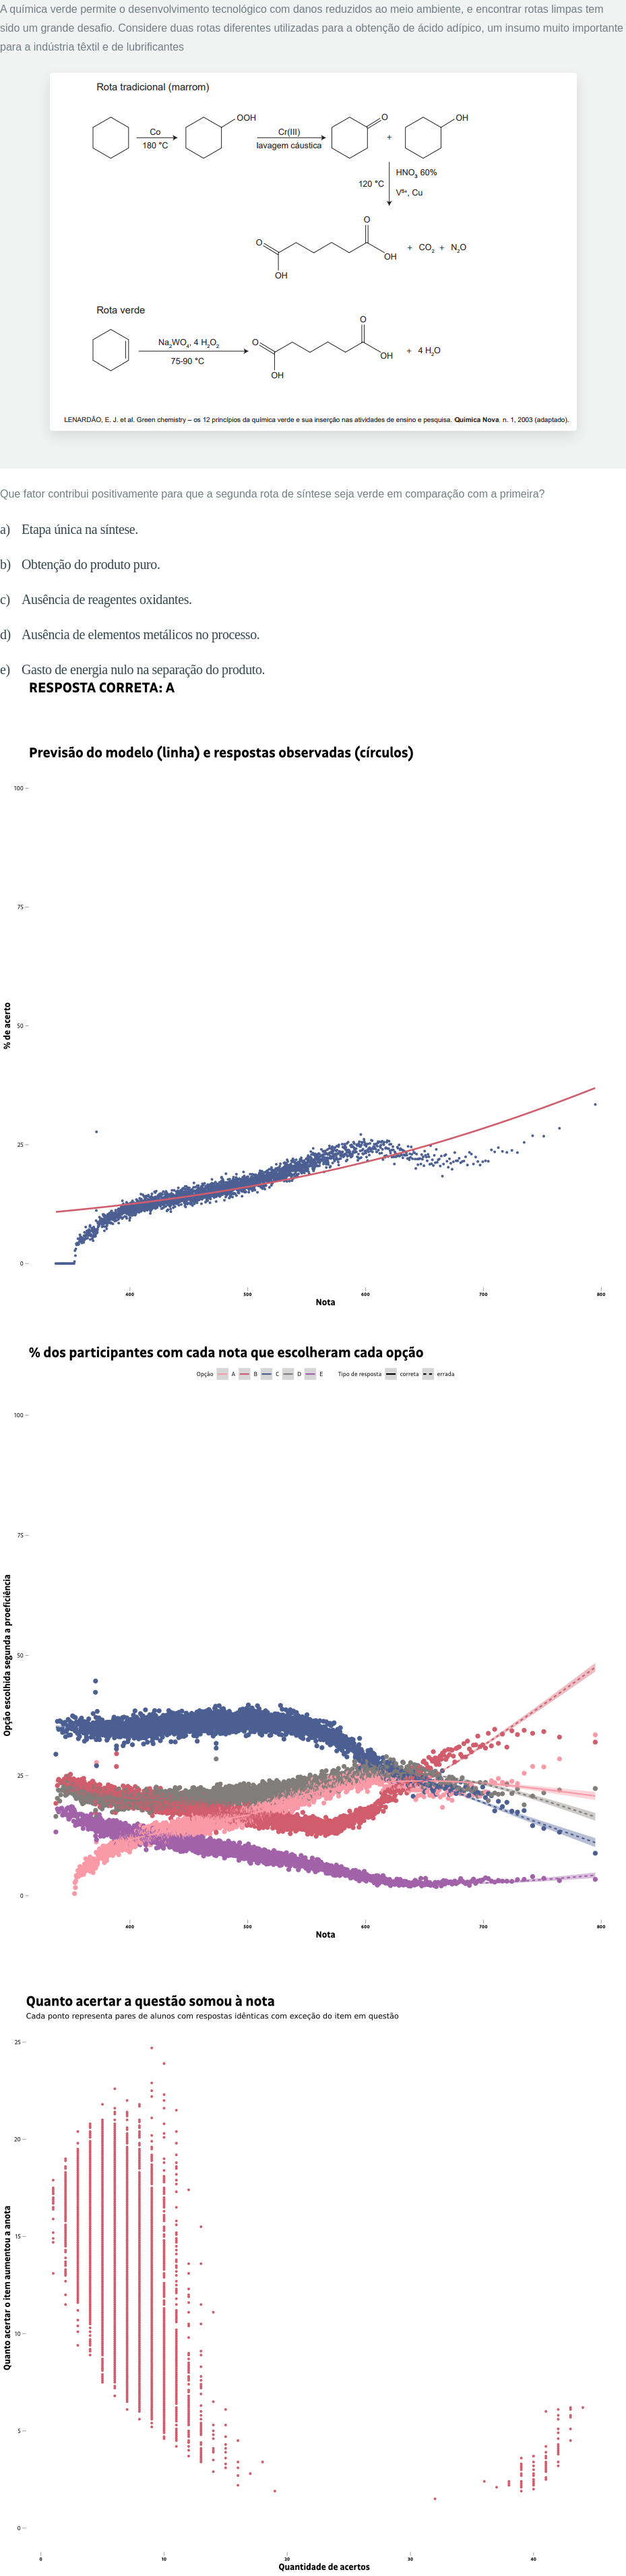 A química verde permite o desenvolvimento tecnológico com danos reduzidos ao meio ambiente, e encontrar rotas limpas tem
sido um grande desafio. Considere duas rotas diferentes utilizadas para a obtenção de ácido adípico, um insumo muito importante
para a indústria têxtil e de lubrificantes
Rota tradicional (marrom)
Co
180 °C
OOH
Cr(III)
lavagem cáustica
O
+
OH
120 °C
HNO₃ 60%
V⁵⁺, Cu
O
OH
O
OH
+ CO₂ + N₂O
Rota verde
Na₂WO₄, 4 H₂O₂
75-90 °C
O
OH
O
OH
+ 4 H₂O
LENARDÃO, E. J. et al. Green chemistry – os 12 princípios da química verde e sua inserção nas atividades de ensino e pesquisa. Química Nova. n. 1, 2003 (adaptado).
Que fator contribui positivamente para que a segunda rota de síntese seja verde em comparação com a primeira?
a) Etapa única na síntese.
b) Obtenção do produto puro.
c) Ausência de reagentes oxidantes.
d) Ausência de elementos metálicos no processo.
e) Gasto de energia nulo na separação do produto.
RESPOSTA CORRETA: A
Previsão do modelo (linha) e respostas observadas (círculos)
100
75
50
25
0
% de acerto
400 500 600 700 800
Nota
% dos participantes com cada nota que escolheram cada opção
Opção A B C D E Tipo de resposta correta errada
100
75
50
25
0
Opção escolhida segunda a proeficiência
400 500 600 700 800
Nota
Quanto acertar a questão somou à nota
Cada ponto representa pares de alunos com respostas idênticas com exceção do item em questão
25
20
15
10
5
0
Quanto acertar o item aumentou a anota
0 10 20 30 40
Quantidade de acertos